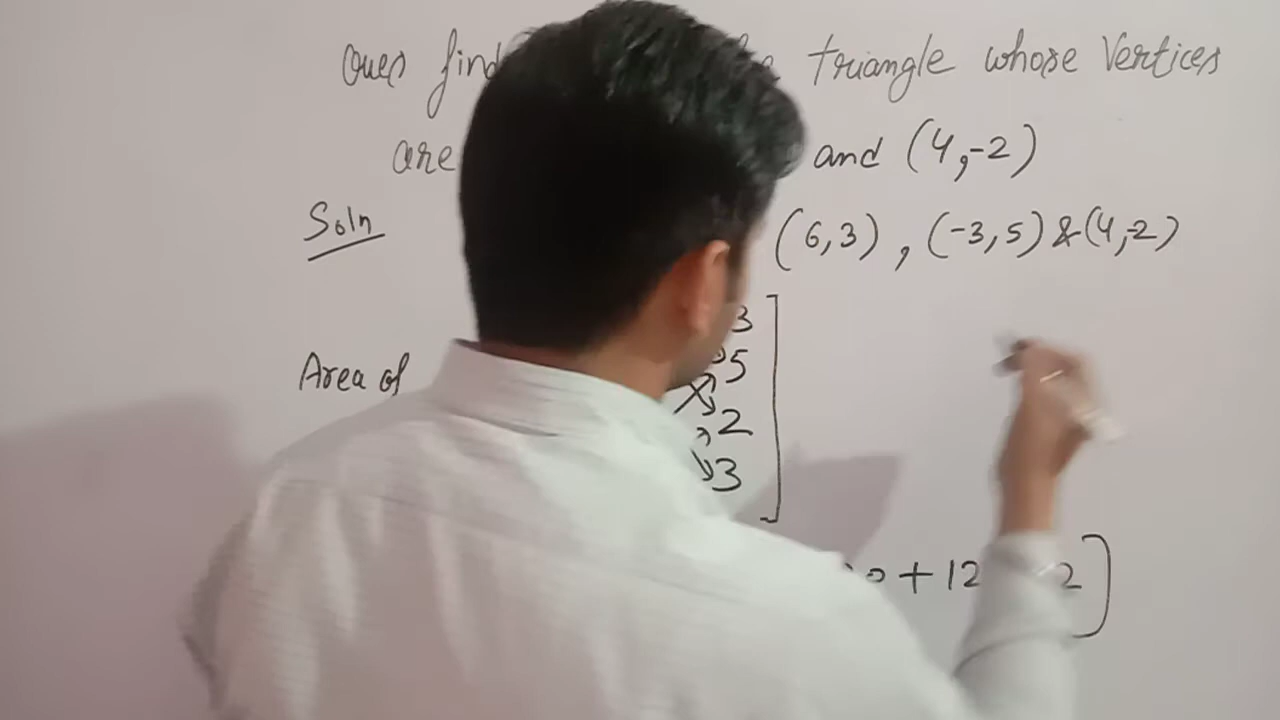 Ques find triangle whose Vertices
are and (4,-2)
Soln (6,3) , (-3,5) & (4,-2)
3
Area of 5
2
3
+ 12 2]